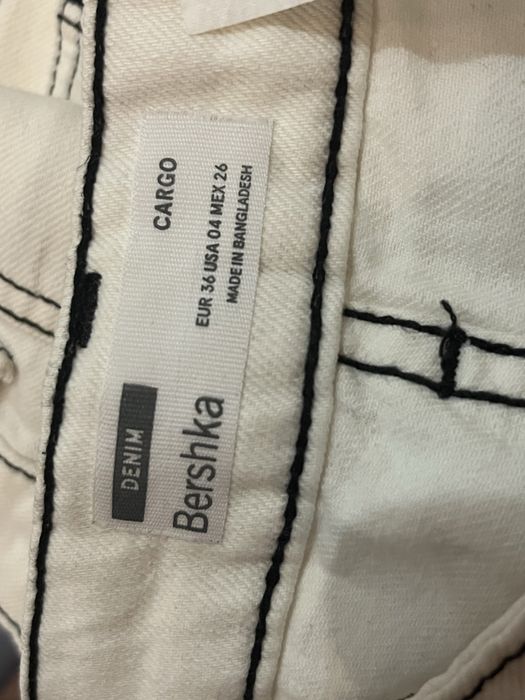 DENIM
Bershka
CARGO
EUR 36 USA 04 MEX 26
MADE IN BANGLADESH